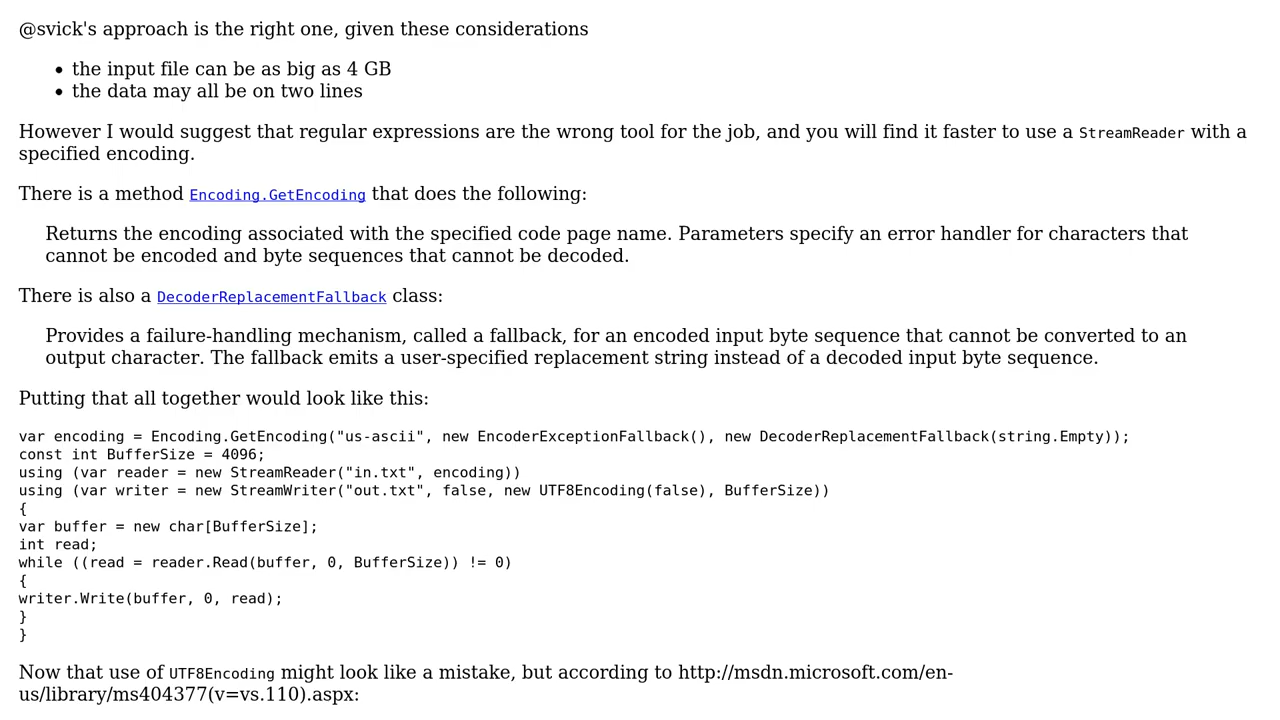 @svick's approach is the right one, given these considerations
• the input file can be as big as 4 GB
• the data may all be on two lines
However I would suggest that regular expressions are the wrong tool for the job, and you will find it faster to use a StreamReader with a
specified encoding.
There is a method Encoding.GetEncoding that does the following:
Returns the encoding associated with the specified code page name. Parameters specify an error handler for characters that
cannot be encoded and byte sequences that cannot be decoded.
There is also a DecoderReplacementFallback class:
Provides a failure-handling mechanism, called a fallback, for an encoded input byte sequence that cannot be converted to an
output character. The fallback emits a user-specified replacement string instead of a decoded input byte sequence.
Putting that all together would look like this:
var encoding = Encoding.GetEncoding("us-ascii", new EncoderExceptionFallback(), new DecoderReplacementFallback(string.Empty));
const int BufferSize = 4096;
using (var reader = new StreamReader("in.txt", encoding))
using (var writer = new StreamWriter("out.txt", false, new UTF8Encoding(false), BufferSize))
{
var buffer = new char[BufferSize];
int read;
while ((read = reader.Read(buffer, 0, BufferSize)) != 0)
{
writer.Write(buffer, 0, read);
}
}
Now that use of UTF8Encoding might look like a mistake, but according to http://msdn.microsoft.com/en-
us/library/ms404377(v=vs.110).aspx: